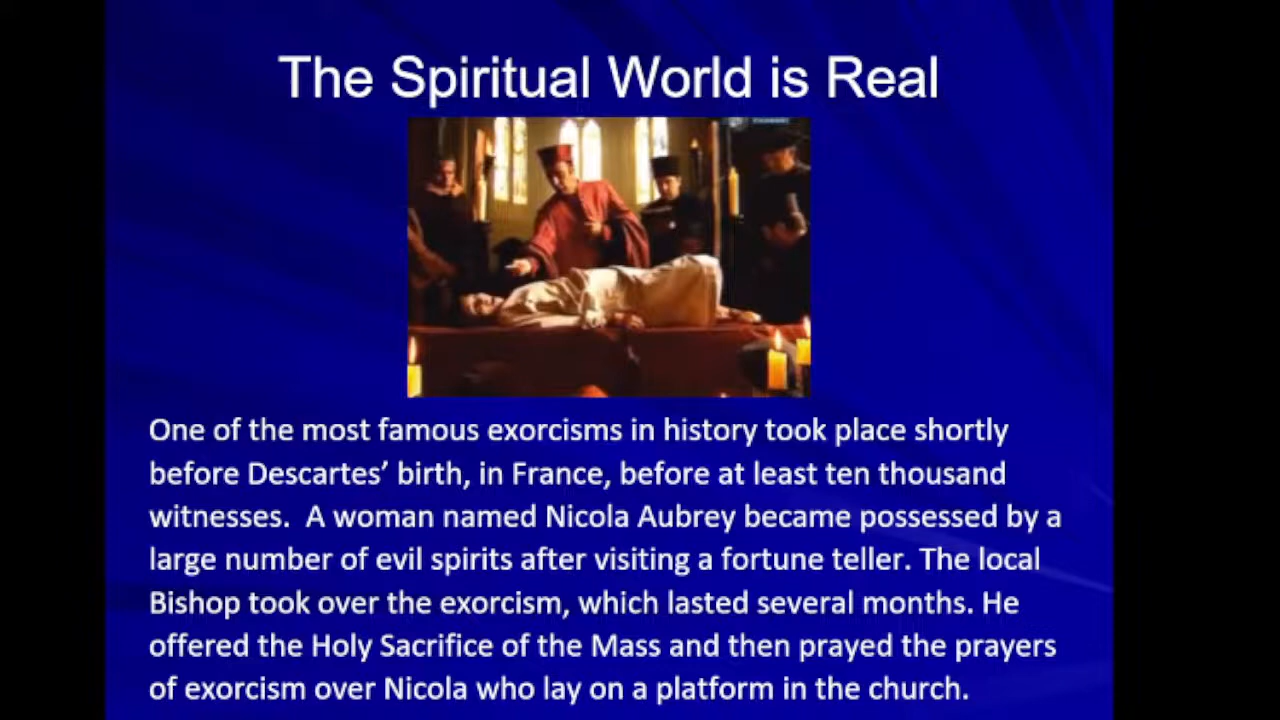 The Spiritual World is Real
One of the most famous exorcisms in history took place shortly
before Descartes’ birth, in France, before at least ten thousand
witnesses.  A woman named Nicola Aubrey became possessed by a
large number of evil spirits after visiting a fortune teller. The local
Bishop took over the exorcism, which lasted several months. He
offered the Holy Sacrifice of the Mass and then prayed the prayers
of exorcism over Nicola who lay on a platform in the church.